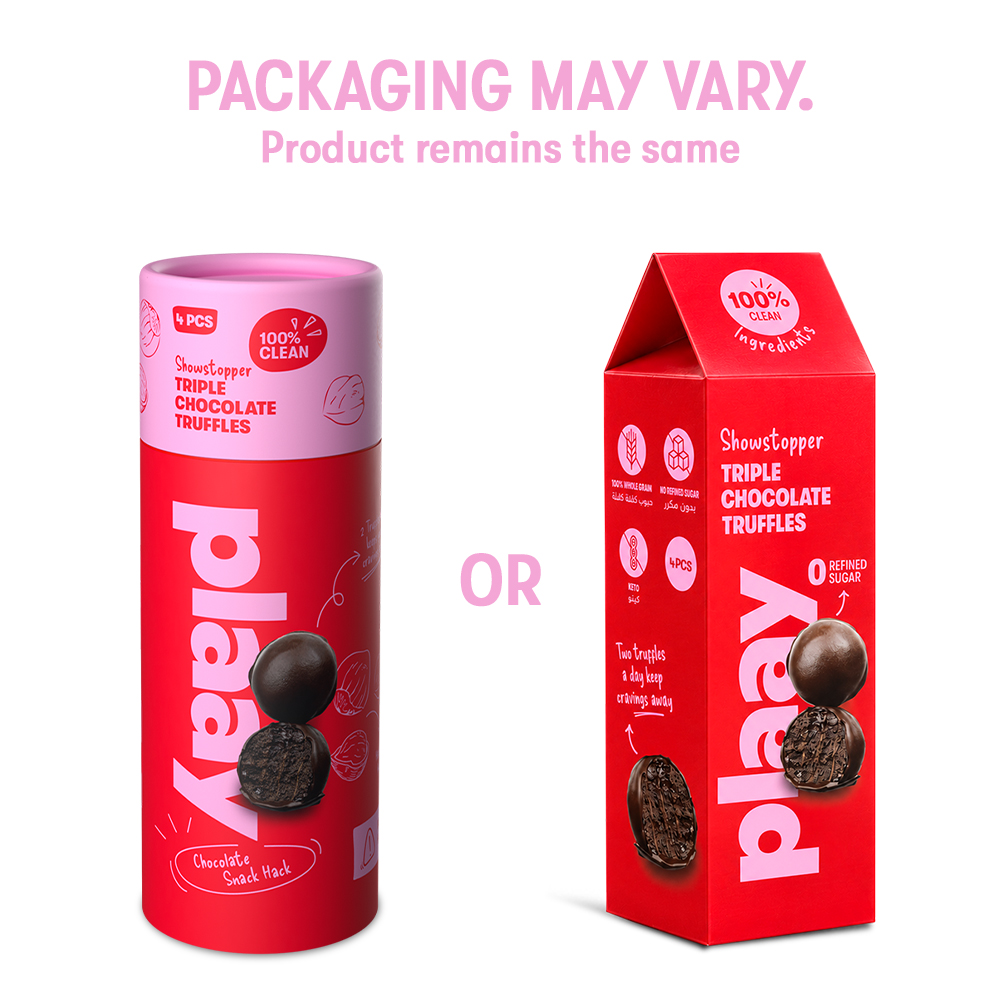 PACKAGING MAY VARY.
Product remains the same
4 PCS
100%
CLEAN
Showstopper
TRIPLE
CHOCOLATE
TRUFFLES
plaay
Chocolate
Snack Hack
OR
100%
CLEAN
Ingredients
100% WHOLE GRAIN
حبوب كاملة كاملة
NO REFINED SUGAR
بدون سكر مكرر
KETO
كيتو
4PCS
Two truffles
a day keep
cravings away
Showstopper
TRIPLE
CHOCOLATE
TRUFFLES
0 REFINED
SUGAR
plaay